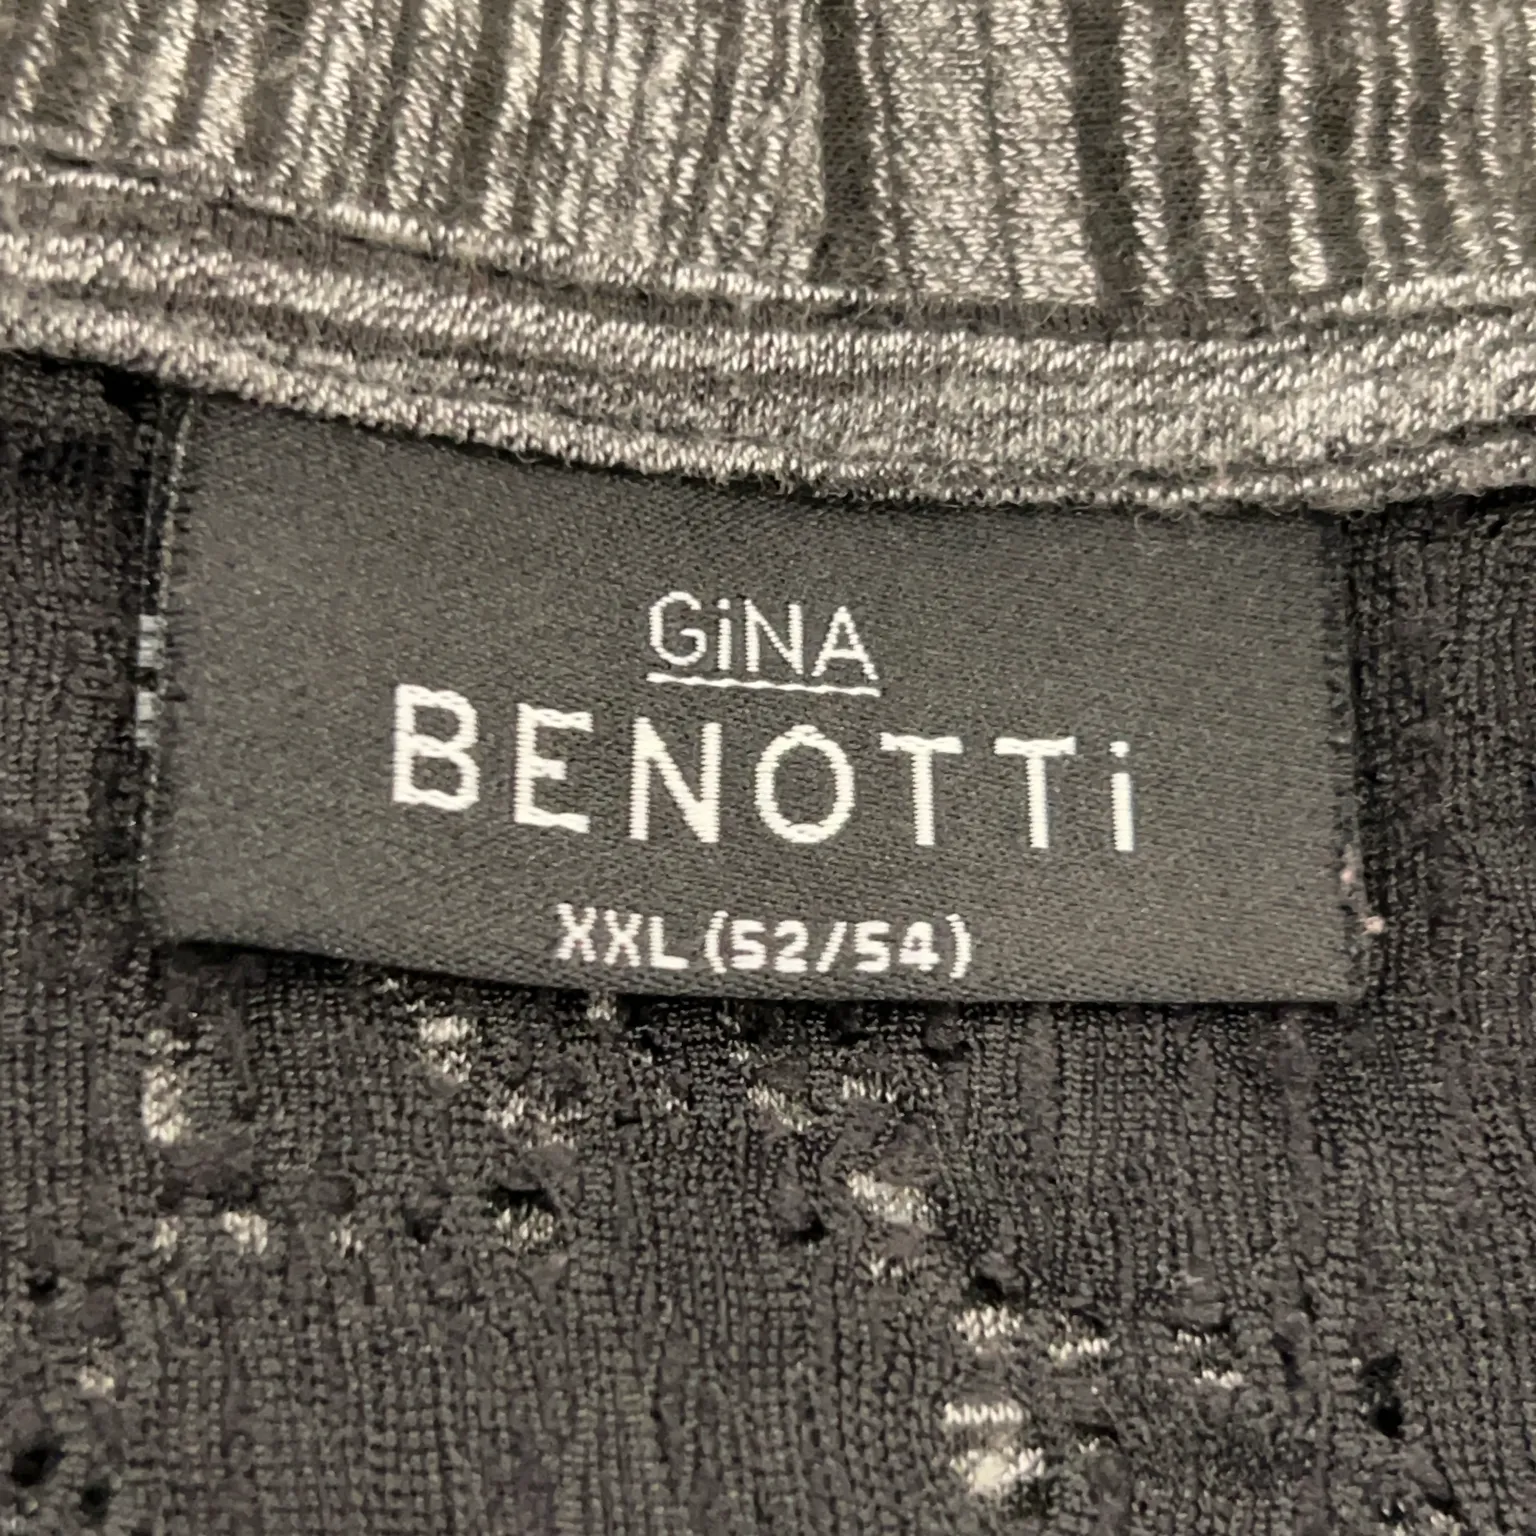 GiNA
BENOTTi
XXL (52/54)